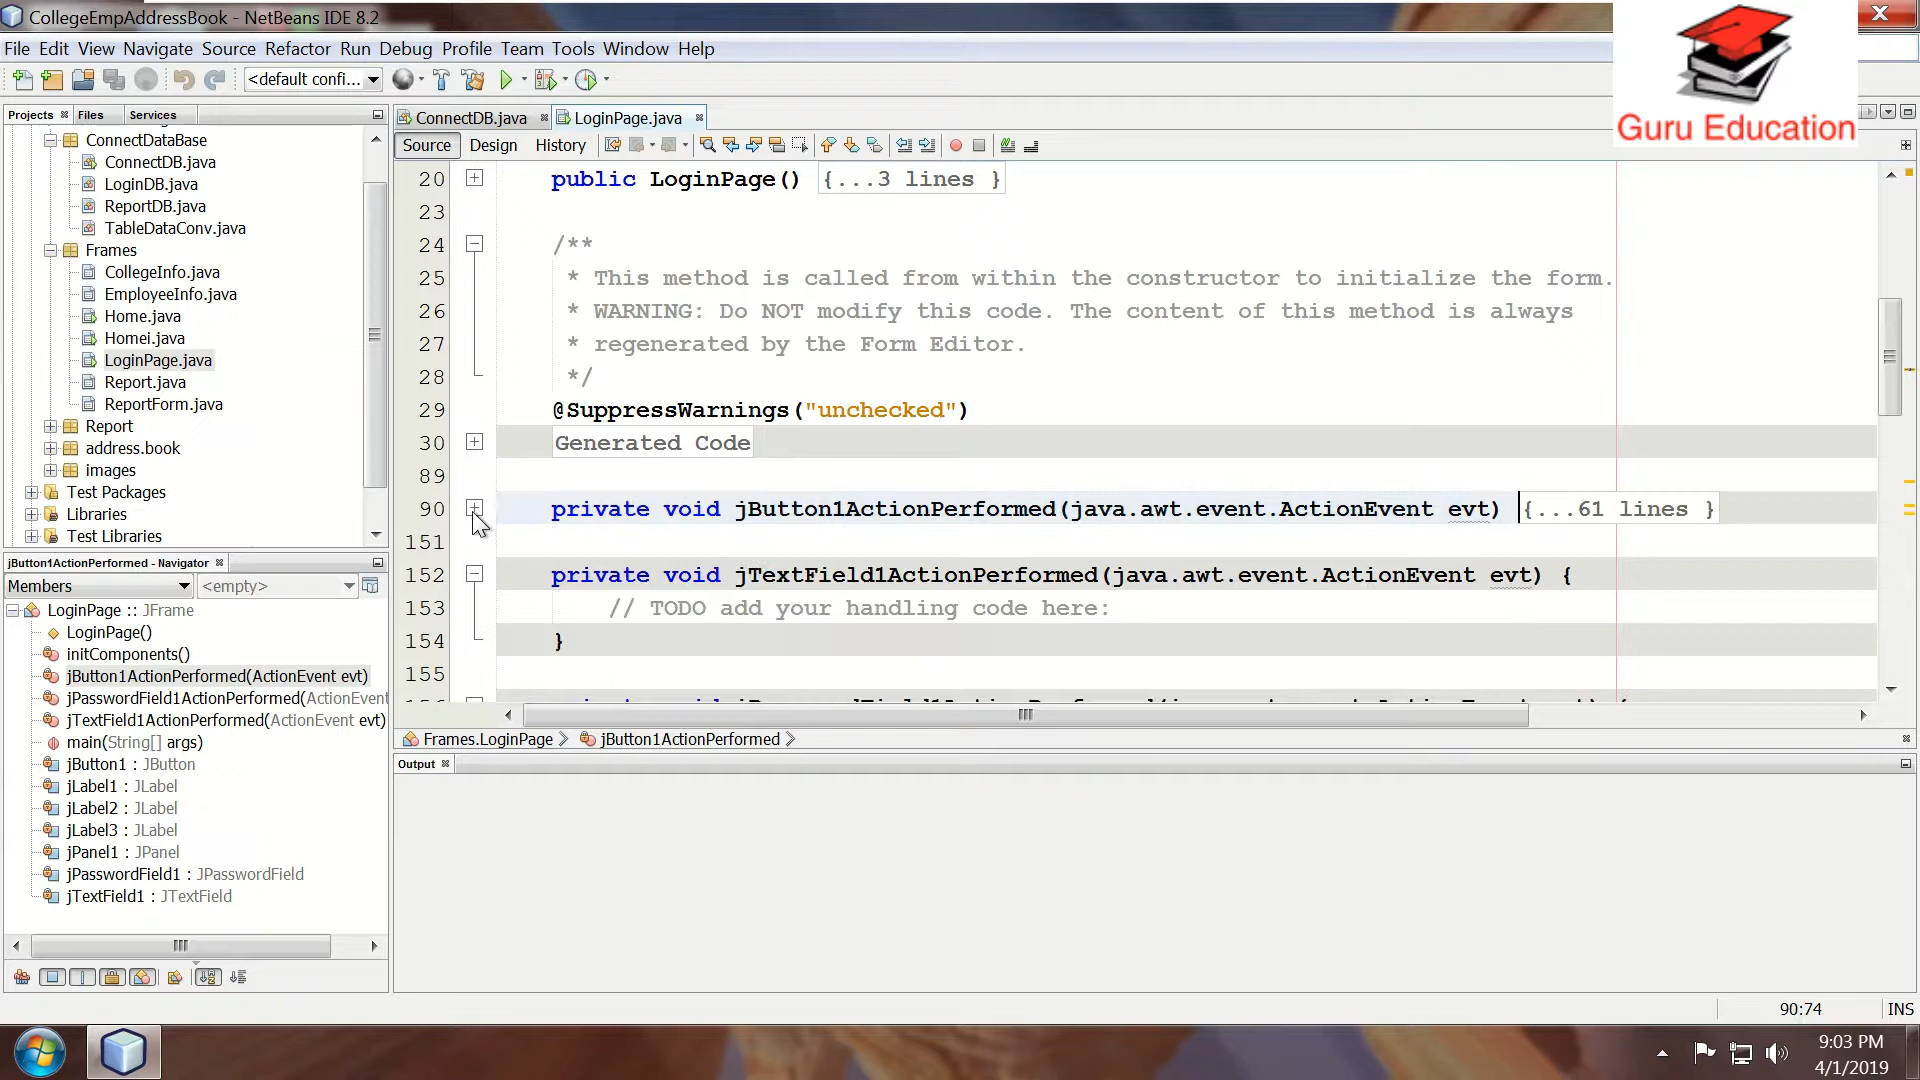 CollegeEmpAddressBook - NetBeans IDE 8.2
File Edit View Navigate Source Refactor Run Debug Profile Team Tools Window Help
<default confi...
Guru Education
Projects Files Services
ConnectDB.java LoginPage.java
Source Design History
ConnectDataBase
ConnectDB.java
LoginDB.java
ReportDB.java
TableDataConv.java
Frames
CollegeInfo.java
EmployeeInfo.java
Home.java
Homei.java
LoginPage.java
Report.java
ReportForm.java
Report
address.book
images
Test Packages
Libraries
Test Libraries
20 public LoginPage() {...3 lines }
23
24 /**
25 * This method is called from within the constructor to initialize the form.
26 * WARNING: Do NOT modify this code. The content of this method is always
27 * regenerated by the Form Editor.
28 */
29 @SuppressWarnings("unchecked")
30 Generated Code
89
90 private void jButton1ActionPerformed(java.awt.event.ActionEvent evt) {...61 lines }
151
152 private void jTextField1ActionPerformed(java.awt.event.ActionEvent evt) {
153 // TODO add your handling code here:
154 }
155
jButton1ActionPerformed - Navigator
Members <empty>
LoginPage :: JFrame
LoginPage()
initComponents()
jButton1ActionPerformed(ActionEvent evt)
jPasswordField1ActionPerformed(ActionEvent
jTextField1ActionPerformed(ActionEvent evt)
main(String[] args)
jButton1 : JButton
jLabel1 : JLabel
jLabel2 : JLabel
jLabel3 : JLabel
jPanel1 : JPanel
jPasswordField1 : JPasswordField
jTextField1 : JTextField
Frames.LoginPage jButton1ActionPerformed
Output
90:74 INS
9:03 PM
4/1/2019